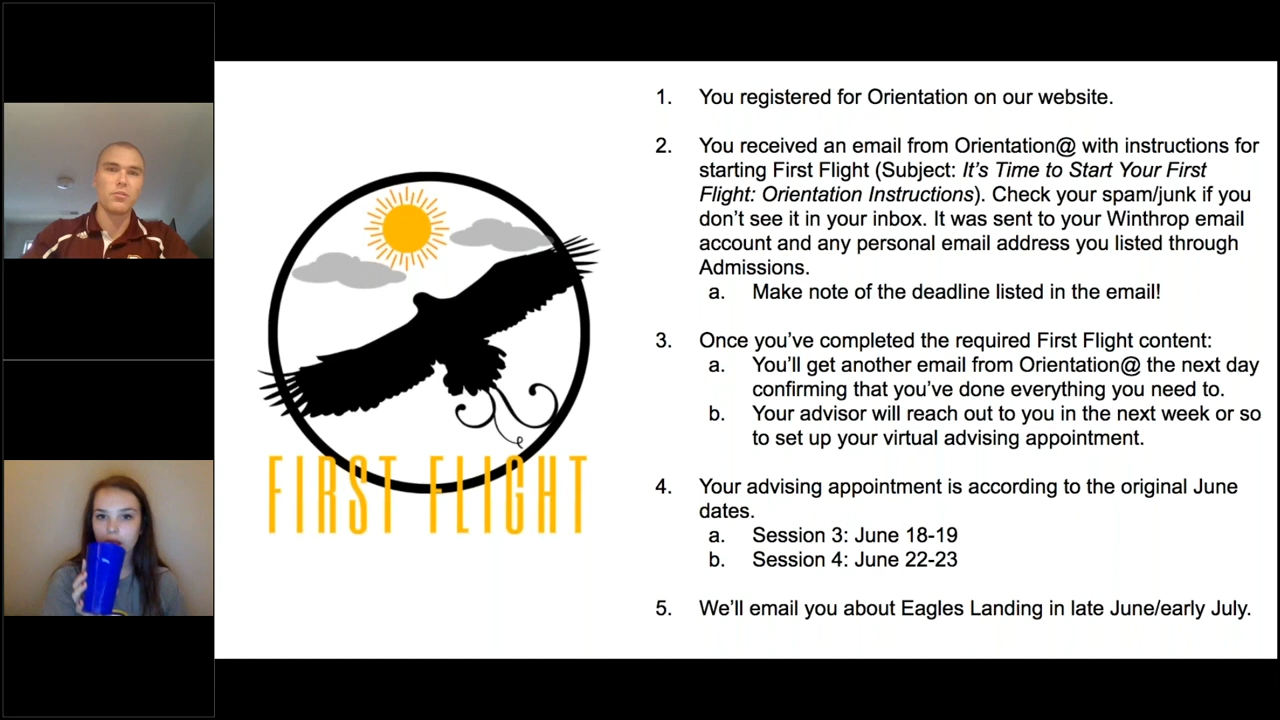 FIRST FLIGHT
1. You registered for Orientation on our website.
2. You received an email from Orientation@ with instructions for
starting First Flight (Subject: It's Time to Start Your First
Flight: Orientation Instructions). Check your spam/junk if you
don't see it in your inbox. It was sent to your Winthrop email
account and any personal email address you listed through
Admissions.
a. Make note of the deadline listed in the email!
3. Once you've completed the required First Flight content:
a. You'll get another email from Orientation@ the next day
confirming that you've done everything you need to.
b. Your advisor will reach out to you in the next week or so
to set up your virtual advising appointment.
4. Your advising appointment is according to the original June
dates.
a. Session 3: June 18-19
b. Session 4: June 22-23
5. We'll email you about Eagles Landing in late June/early July.